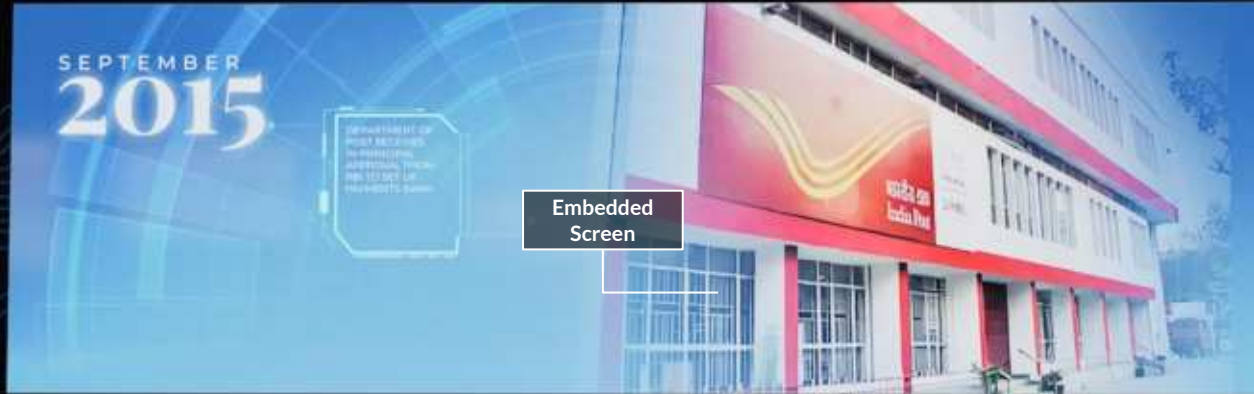 SEPTEMBER
2015
DEPARTMENT OF
POST RECEIVES
IN PRINCIPAL
APPROVAL FROM
RBI TO SET UP
PAYMENTS BANK
Embedded
Screen
भारतीय डाक
India Post